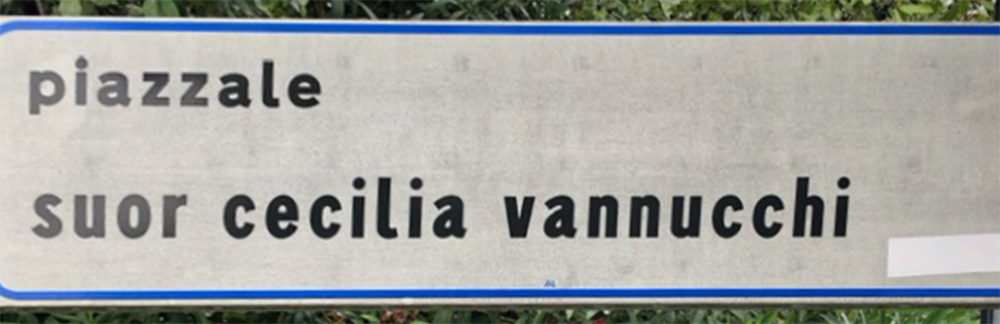 piazzale
suor cecilia vannucchi